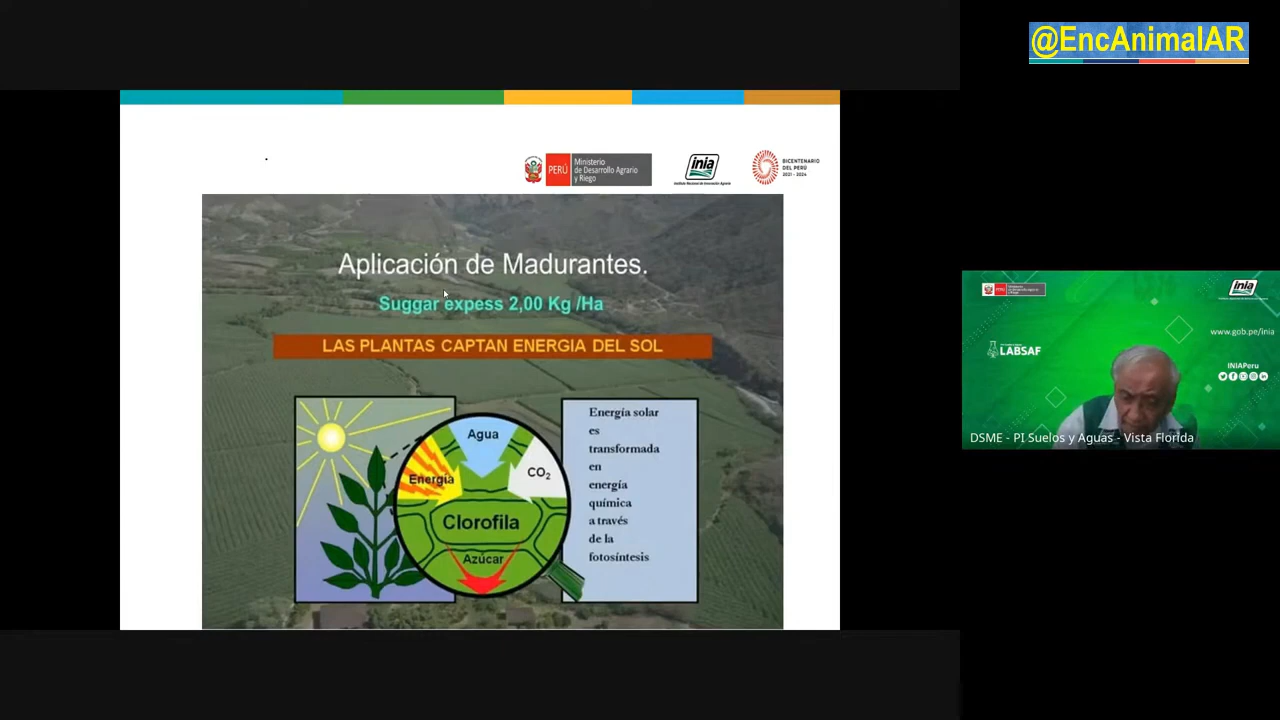 @EncAnimalAR
PERÚ
Ministerio
de Desarrollo Agrario
y Riego
inia
Instituto Nacional de Innovación Agraria
BICENTENARIO
DEL PERÚ
2021 - 2024
Aplicación de Madurantes.
Suggar expess 2,00 Kg /Ha
LAS PLANTAS CAPTAN ENERGIA DEL SOL
Agua
Energía
CO2
Clorofila
Azúcar
Energía solar
es
transformada
en
energía
química
a través
de la
fotosíntesis
PERÚ
inia
www.gob.pe/inia
LABSAF
INIAPeru
DSME - PI Suelos y Aguas - Vista Florida